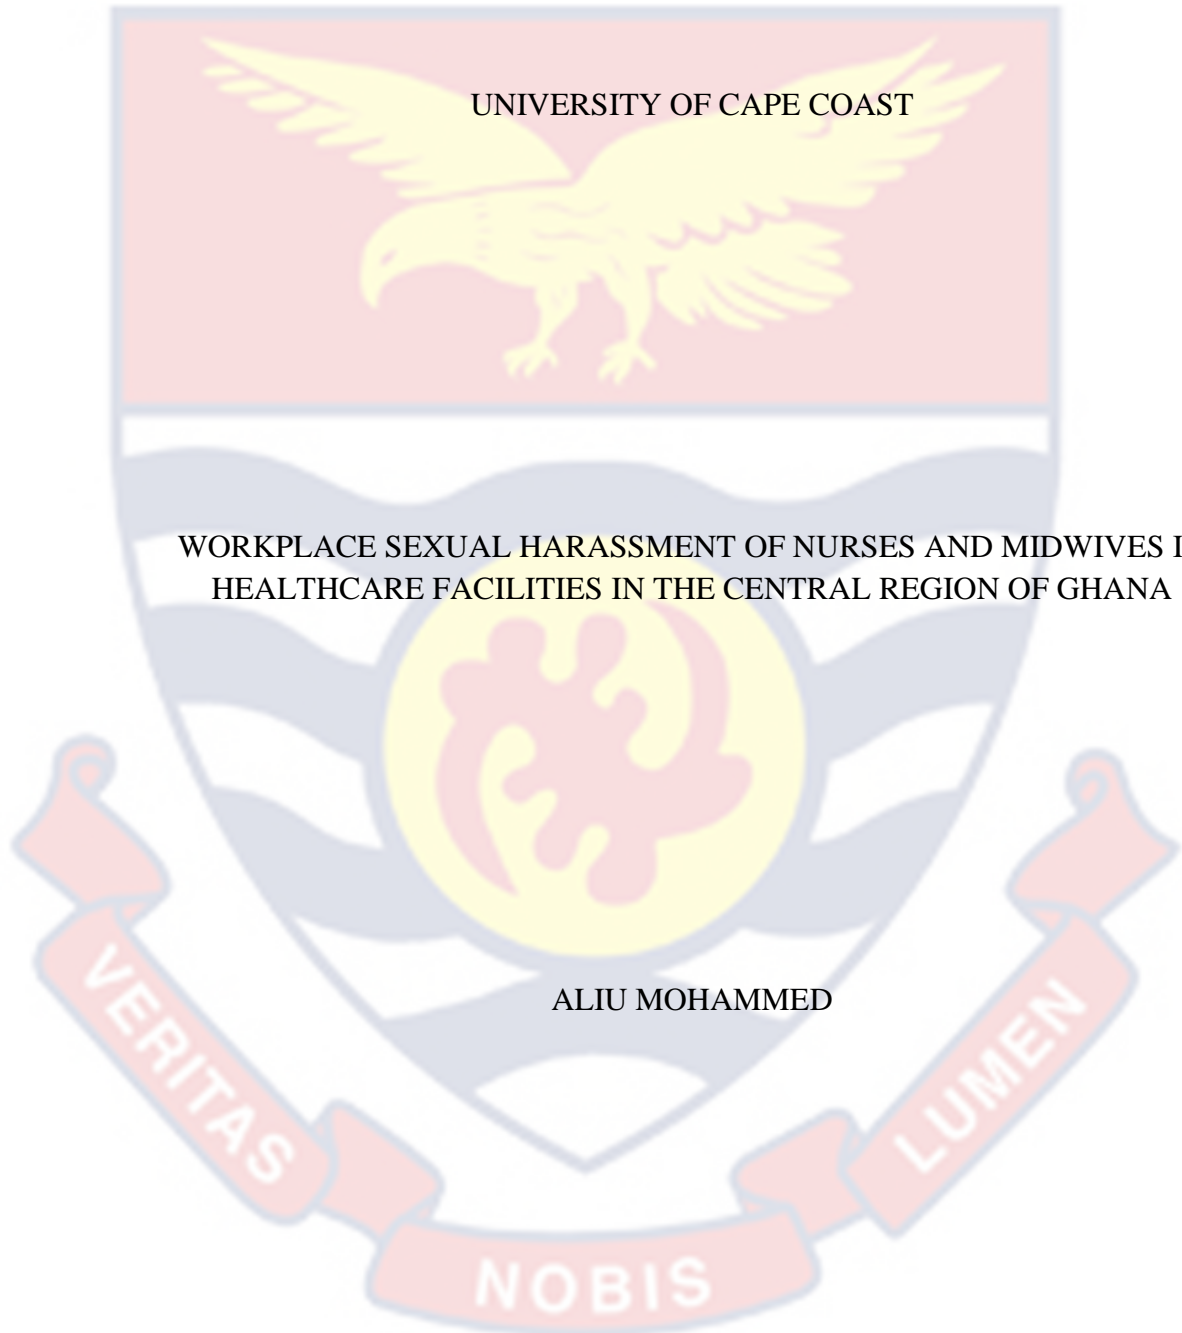 UNIVERSITY OF CAPE COAST
WORKPLACE SEXUAL HARASSMENT OF NURSES AND MIDWIVES I
HEALTHCARE FACILITIES IN THE CENTRAL REGION OF GHANA
ALIU MOHAMMED
VERITAS
NOBIS
LUMEN